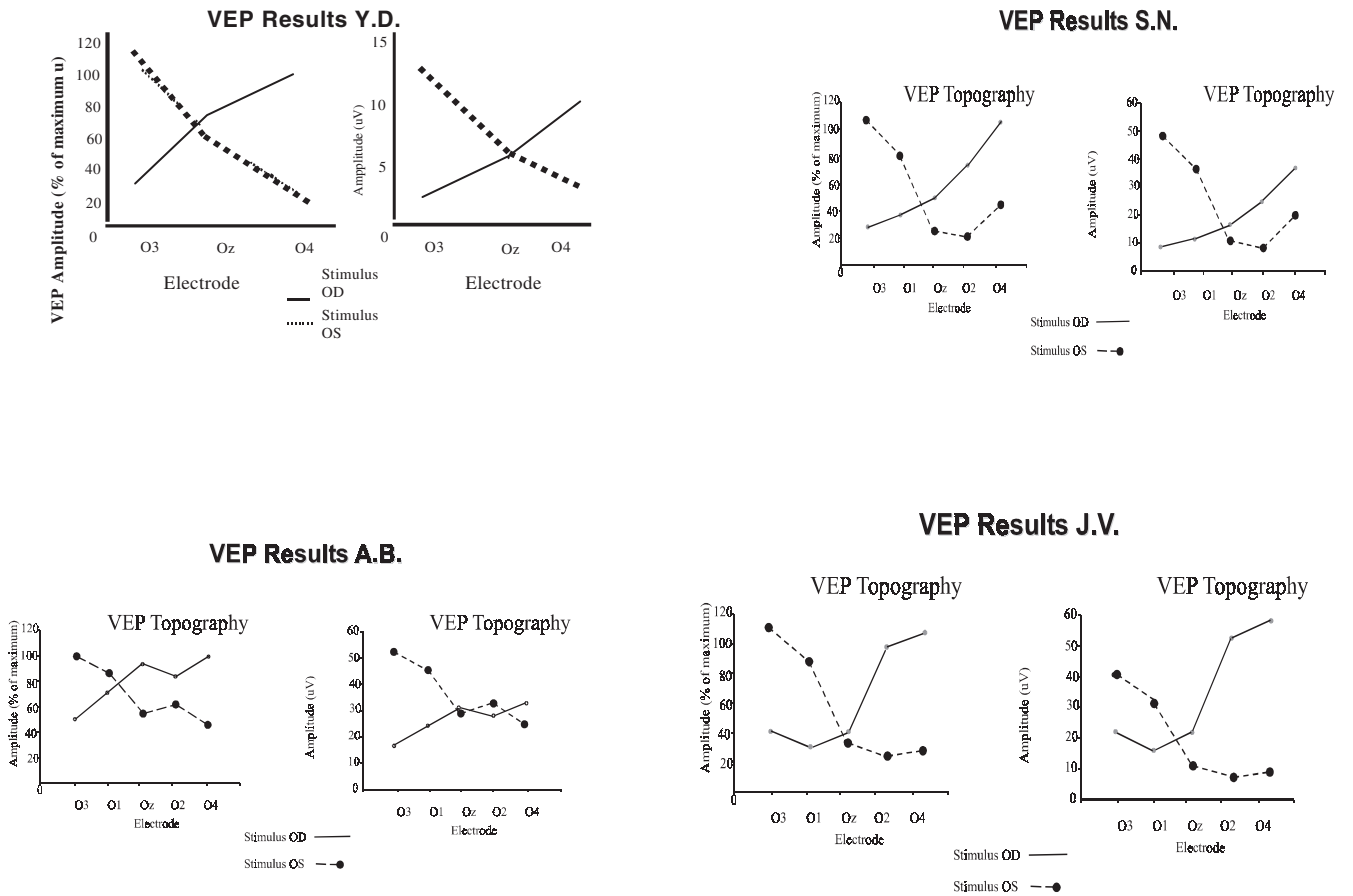 VEP Results Y.D.
VEP Amplitude (% of maximum u)
120
100
80
60
40
20
0
O3 Oz O4
Electrode
15
10
5
0
Ampplitude (uV)
O3 Oz O4
Electrode
Stimulus
OD
Stimulus
OS
VEP Results S.N.
VEP Topography
Amplitude (% of maximum)
120
100
80
60
40
20
0
O3 O1 Oz O2 O4
Electrode
VEP Topography
Amplitude (uV)
60
50
40
30
20
10
0
O3 O1 Oz O2 O4
Electrode
Stimulus OD
Stimulus OS
VEP Results A.B.
VEP Topography
Amplitude (% of maximum)
120
100
80
60
40
20
0
O3 O1 Oz O2 O4
Electrode
VEP Topography
Amplitude (uV)
60
50
40
30
20
10
0
O3 O1 Oz O2 O4
Electrode
Stimulus OD
Stimulus OS
VEP Results J.V.
VEP Topography
Amplitude (% of maximum)
120
100
80
60
40
20
0
O3 O1 Oz O2 O4
Electrode
VEP Topography
Amplitude (uV)
60
50
40
30
20
10
0
O3 O1 Oz O2 O4
Electrode
Stimulus OD
Stimulus OS